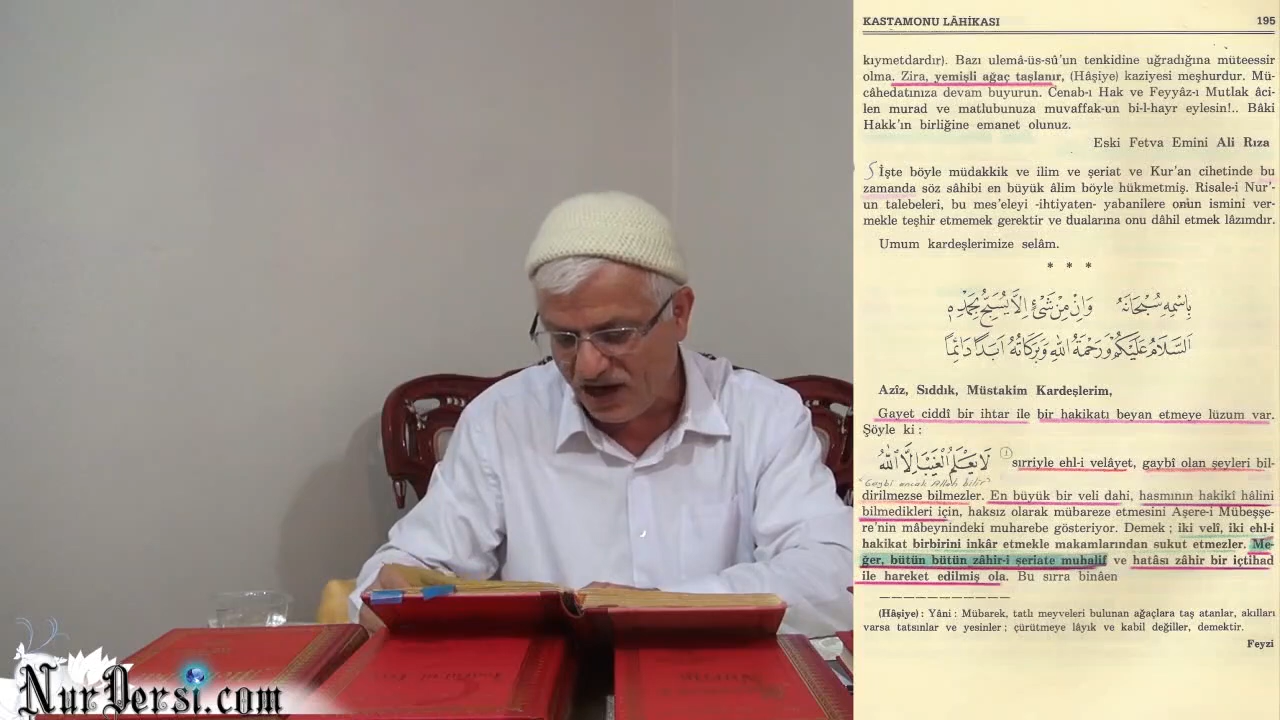 KASTAMONU LÂHİKASI 195
kıymetdardır). Bazı ulemâ-üs-sû'un tenkidine uğradığına müteessir
olma. Zira, yemişli ağaç taşlanır, (Hâşiye) kaziyesi meşhurdur. Mü-
câhedatınıza devam buyurun. Cenab-ı Hak ve Feyyâz-ı Mutlak âci-
len murad ve matlubunuza muvaffak-un bi-l-hayr eylesin!.. Bâki
Hakk'ın birliğine emanet olunuz.
Eski Fetva Emini Ali Rıza
İşte böyle müdakkik ve ilim ve şeriat ve Kur'an cihetinde bu
zamanda söz sâhibi en büyük âlim böyle hükmetmiş. Risale-i Nur'-
un talebeleri, bu mes'eleyi -ihtiyaten- yabanilere onun ismini ver-
mekle teşhir etmemek gerektir ve dualarına onu dâhil etmek lâzımdır.
Umum kardeşlerimize selâm.
* * *
بِاسْمِهِ سُبْحَانَهُ وَاِنْ مِنْ شَىْءٍ اِلَّا يُسَبِّحُ بِحَمْدِهِ
اَلسَّلَامُ عَلَيْكُمْ وَرَحْمَةُ اللّٰهِ وَبَرَكَاتُهُ اَبَدًا دَائِمًا
Azîz, Sıddık, Müstakim Kardeşlerim,
Gayet ciddî bir ihtar ile bir hakikatı beyan etmeye lüzum var.
Şöyle ki :
لَا يَعْلَمُ الْغَيْبَ اِلَّا اللّٰهُ (1) sırriyle ehl-i velâyet, gaybî olan şeyleri bil-
"Gaybı ancak Allah bilir"
dirilmezse bilmezler. En büyük bir veli dahi, hasmının hakikî hâlini
bilmedikleri için, haksız olarak mübareze etmesini Aşere-i Mübeşşe-
re'nin mâbeynindeki muharebe gösteriyor. Demek ; iki velî, iki ehl-i
hakikat birbirini inkâr etmekle makamlarından sukut etmezler. Me-
ğer, bütün bütün zâhir-i şeriate muhalif ve hatâsı zâhir bir içtihad
ile hareket edilmiş ola. Bu sırra binâen
(Hâşiye) : Yâni : Mübarek, tatlı meyveleri bulunan ağaçlara taş atanlar, akılları
varsa tatsınlar ve yesinler ; çürütmeye lâyık ve kabil değiller, demektir.
Feyzi
NurDersi.com